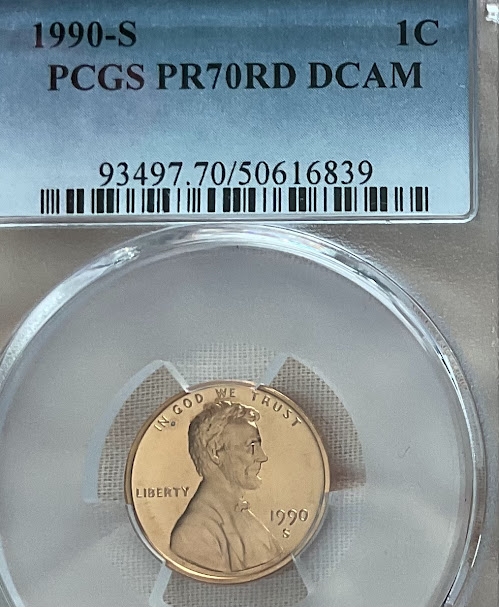 1990-S 1C
PCGS PR70RD DCAM
93497.70/50616839
IN GOD WE TRUST
LIBERTY
1990
S